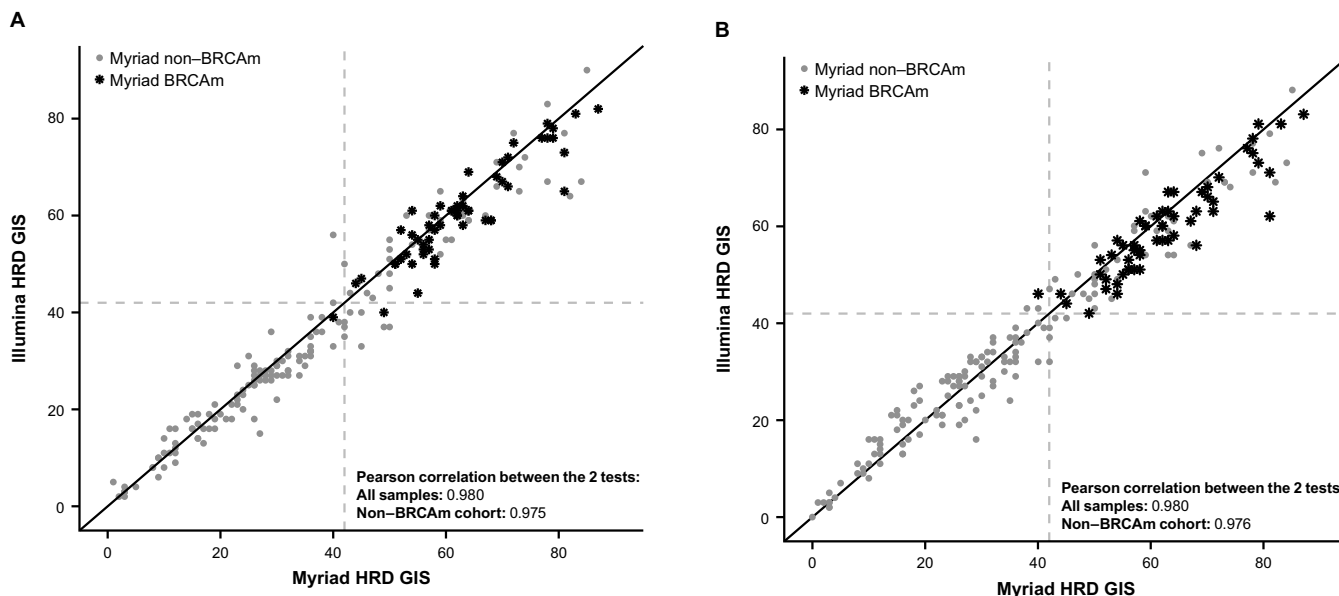 A
Myriad non–BRCAm
Myriad BRCAm
Illumina HRD GIS
80
60
40
20
0
Pearson correlation between the 2 tests:
All samples: 0.980
Non–BRCAm cohort: 0.975
0 20 40 60 80
Myriad HRD GIS
B
Myriad non–BRCAm
Myriad BRCAm
Illumina HRD GIS
80
60
40
20
0
Pearson correlation between the 2 tests
All samples: 0.980
Non–BRCAm cohort: 0.976
0 20 40 60 80
Myriad HRD GIS